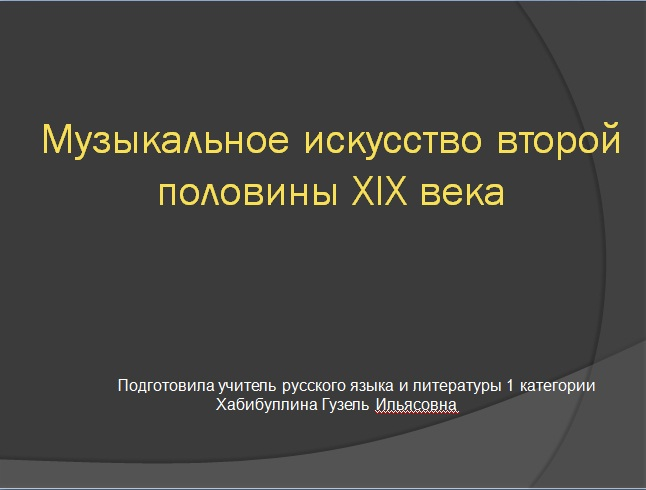 Музыкальное искусство второй
половины XIX века
Подготовила учитель русского языка и литературы 1 категории
Хабибуллина Гузель Ильясовна